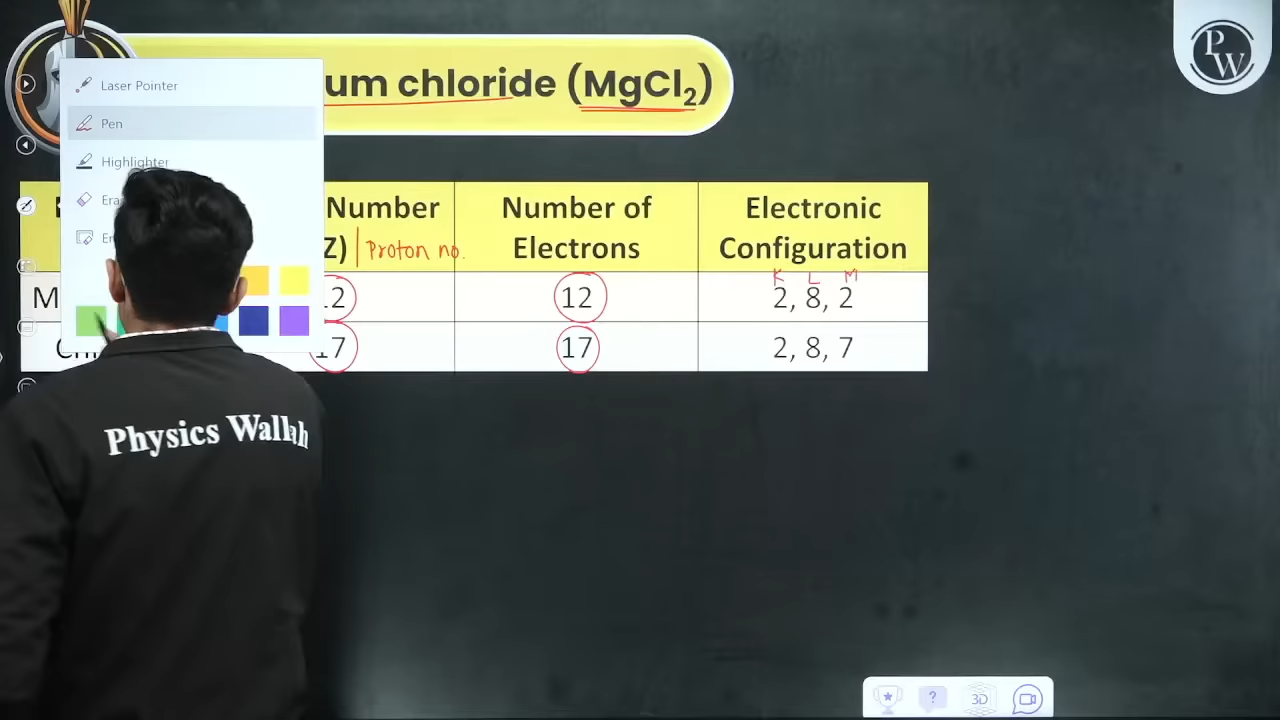 um chloride (MgCl₂)
P
W
Laser Pointer
Pen
Highlighter
Number
Z) | Proton no.
Number of
Electrons
Electronic
Configuration
K L M
M
12
12
2, 8, 2
17
17
2, 8, 7
Physics Wallah
?
3D